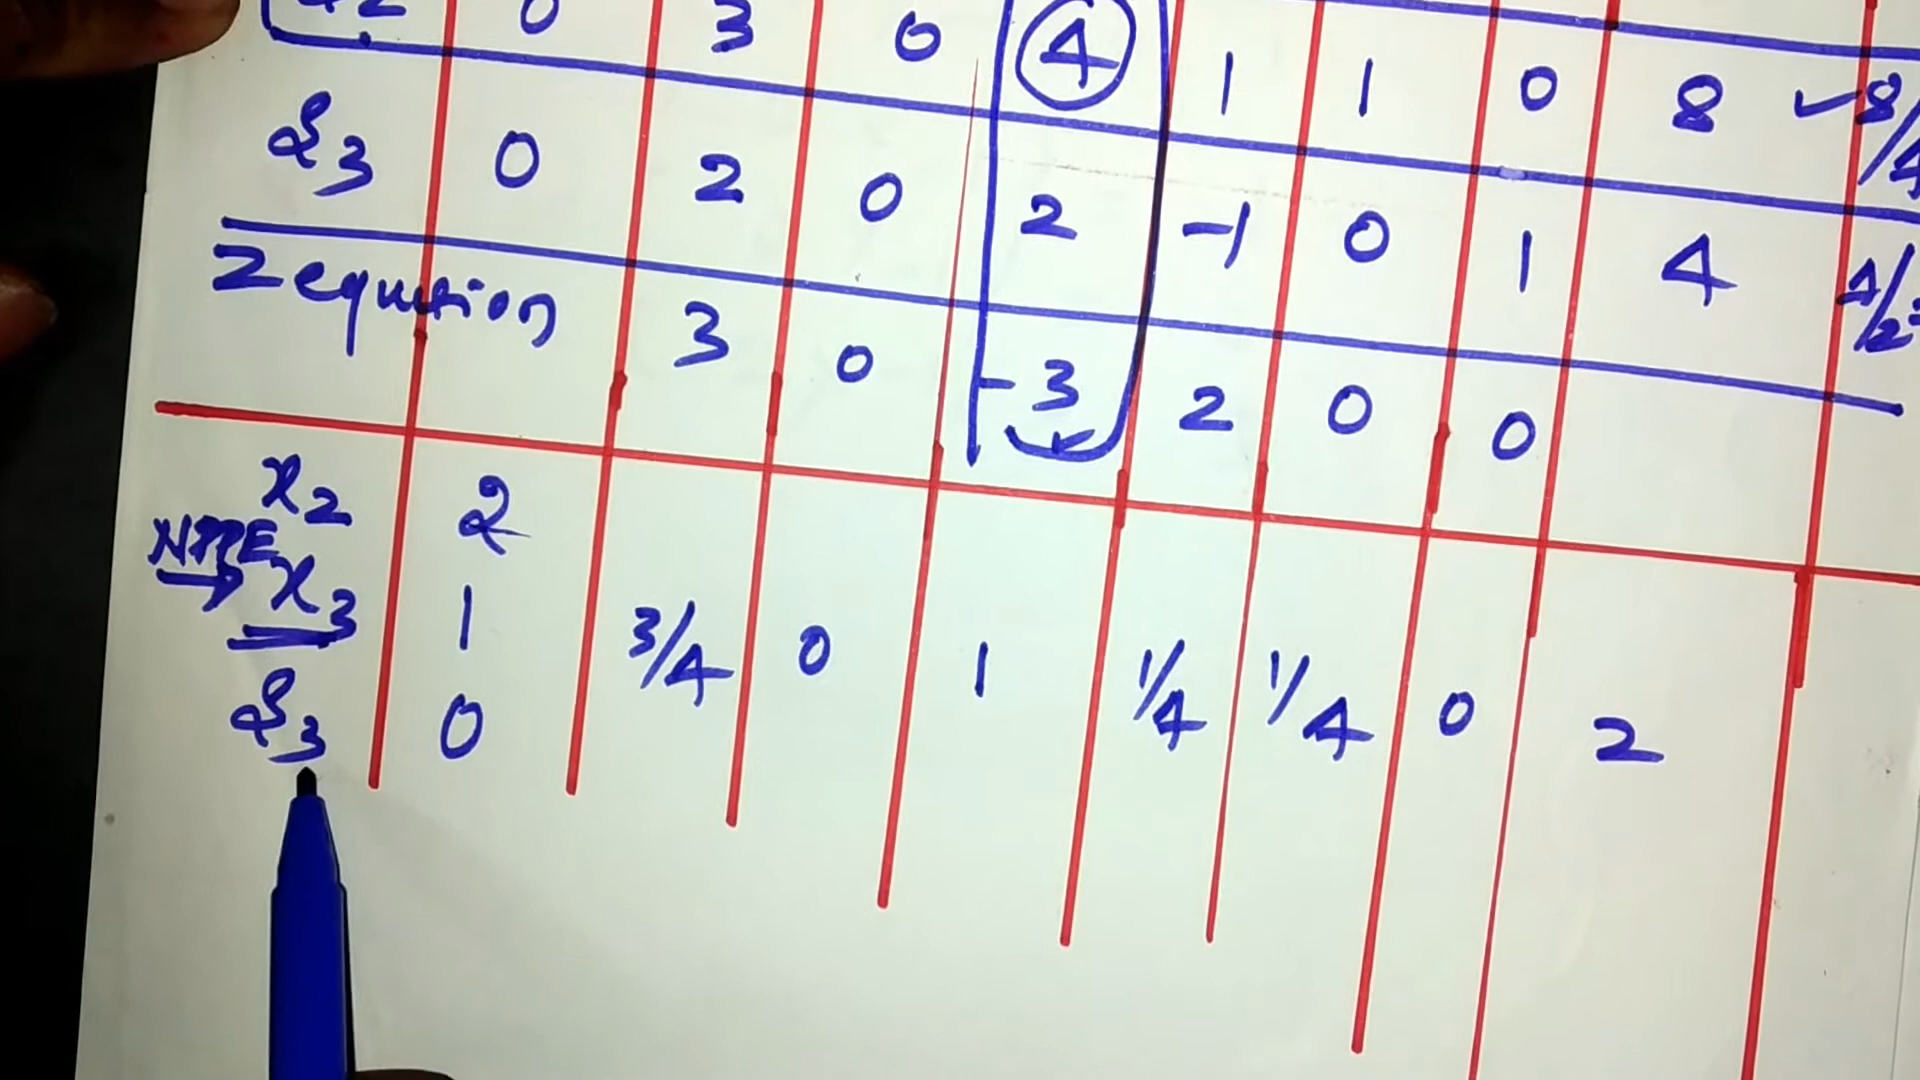 0 3 0 4 1 1 0 8 ✓ 8/4
S3 0 2 0 2 -1 0 1 4 4/2=
Z equation 3 0 -3 2 0 0
x2 2
NPE → x3 1 3/4 0 1 1/4 1/4 0 2
S3 0